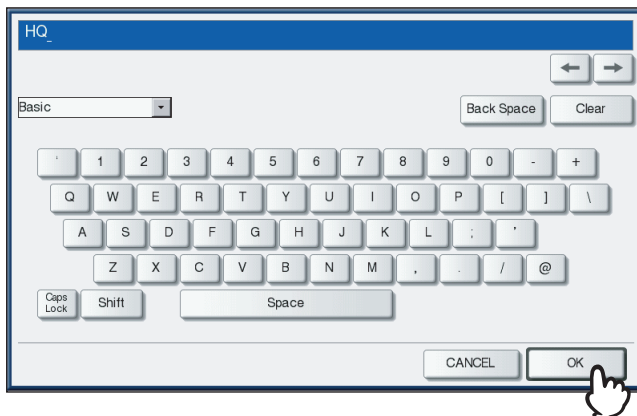 HQ_
Basic
Back Space Clear
` 1 2 3 4 5 6 7 8 9 0 - +
Q W E R T Y U I O P [ ] \
A S D F G H J K L ; '
Z X C V B N M , . / @
Caps Lock Shift Space
CANCEL OK